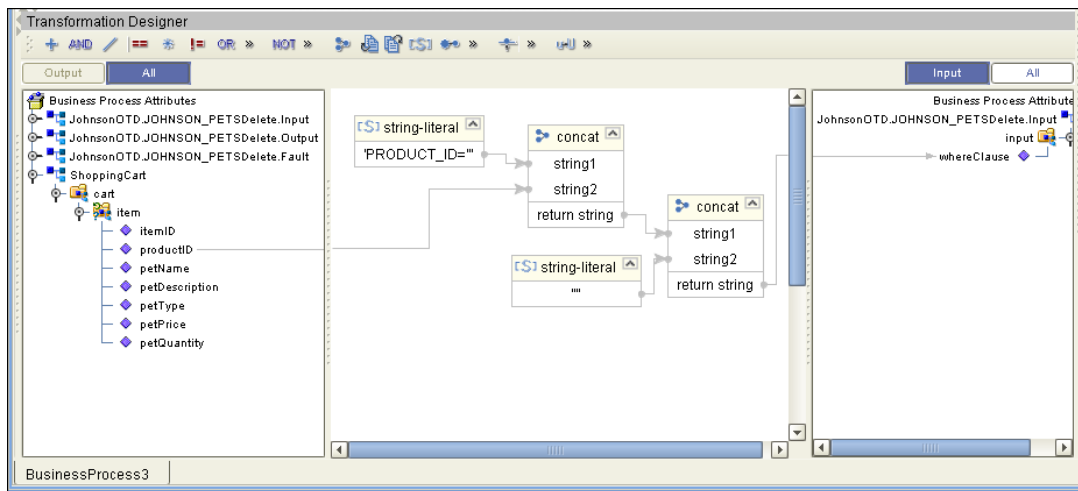 Transformation Designer
AND == != OR » NOT » [S] » » »
Output All Input All
Business Process Attributes
JohnsonOTD.JOHNSON_PETSDelete.Input
JohnsonOTD.JOHNSON_PETSDelete.Output
JohnsonOTD.JOHNSON_PETSDelete.Fault
ShoppingCart
cart
item
itemID
productID
petName
petDescription
petType
petPrice
petQuantity
[S] string-literal
'PRODUCT_ID="'
concat
string1
string2
return string
[S] string-literal
""
concat
string1
string2
return string
Business Process Attribute
JohnsonOTD.JOHNSON_PETSDelete.Input
input
whereClause
BusinessProcess3